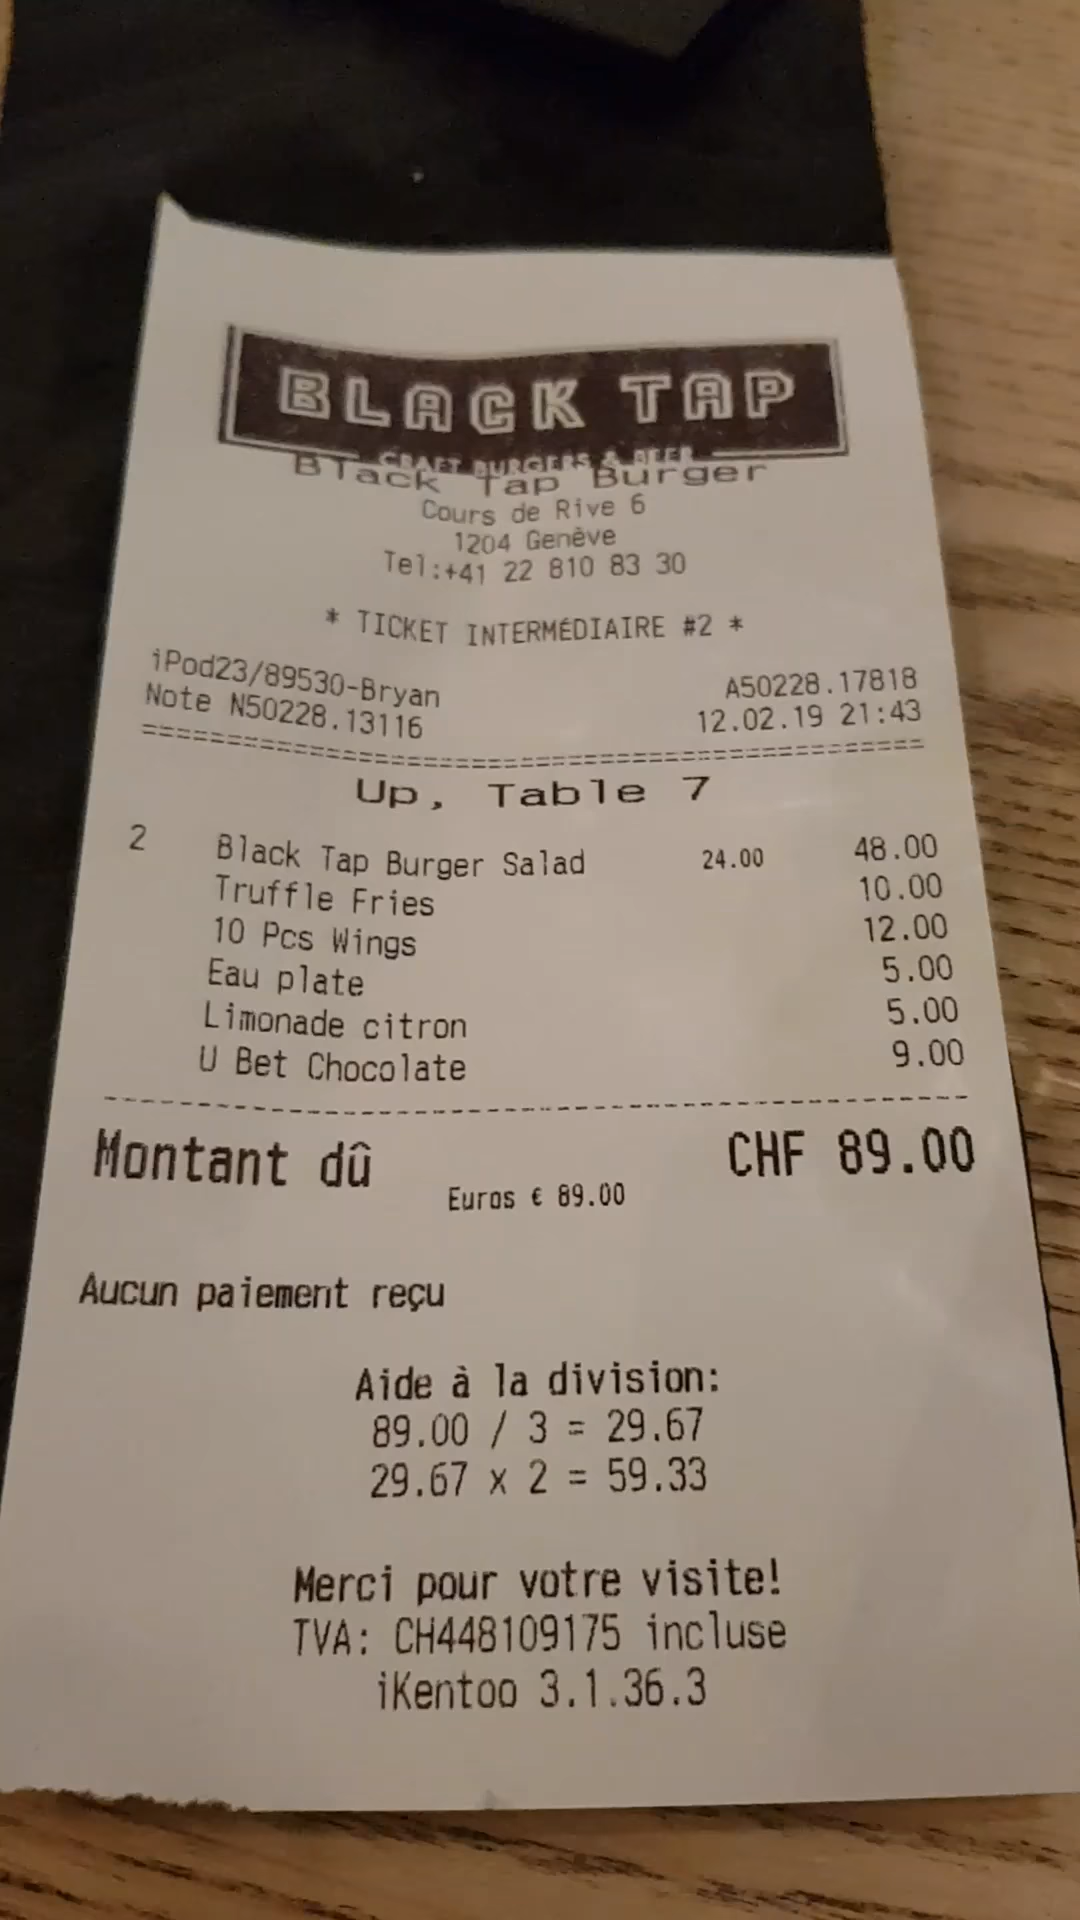 BLACK TAP
CRAFT BURGERS & BEER
Black Tap Burger
Cours de Rive 6
1204 Genève
Tel:+41 22 810 83 30
* TICKET INTERMÉDIAIRE #2 *
iPod23/89530-Bryan A50228.17818
Note N50228.13116 12.02.19 21:43
Up, Table 7
2 Black Tap Burger Salad 24.00 48.00
Truffle Fries 10.00
10 Pcs Wings 12.00
Eau plate 5.00
Limonade citron 5.00
U Bet Chocolate 9.00
Montant dû CHF 89.00
Euros € 89.00
Aucun paiement reçu
Aide à la division:
89.00 / 3 = 29.67
29.67 x 2 = 59.33
Merci pour votre visite!
TVA: CH448109175 incluse
iKentoo 3.1.36.3